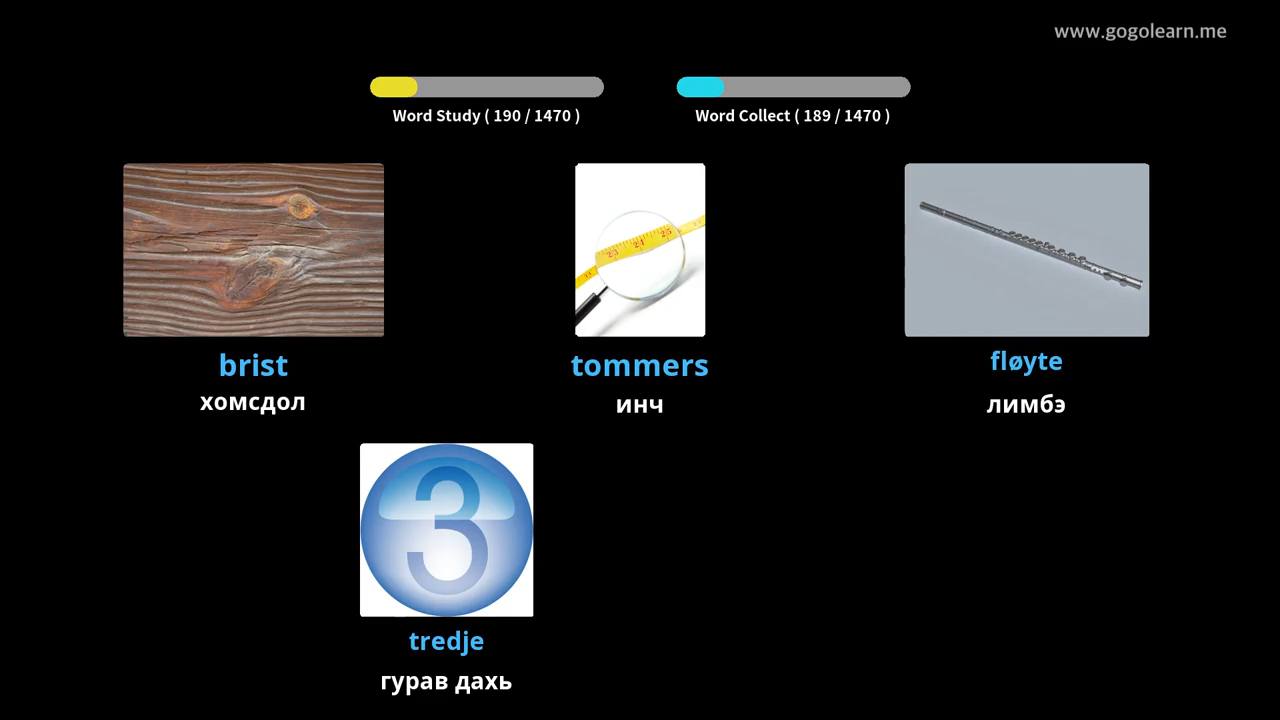 www.gogolearn.me
Word Study ( 190 / 1470 )
Word Collect ( 189 / 1470 )
brist
хомсдол
tommers
инч
fløyte
лимбэ
3
tredje
гурав дахь